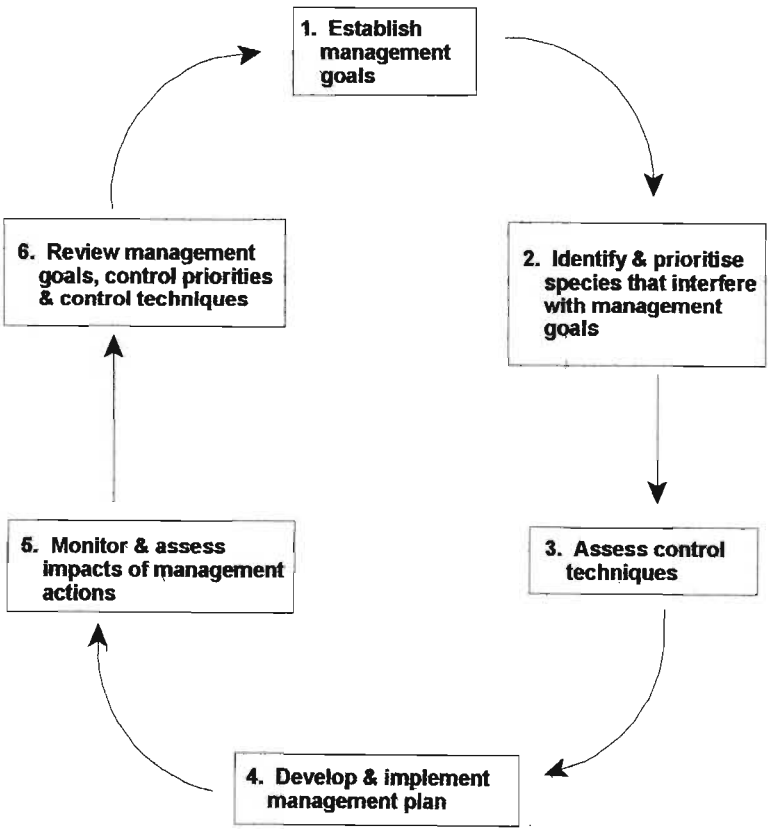 1. Establish
management
goals
2. Identify & prioritise
species that interfere
with management
goals
3. Assess control
techniques
4. Develop & implement
management plan
5. Monitor & assess
impacts of management
actions
6. Review management
goals, control priorities
& control techniques